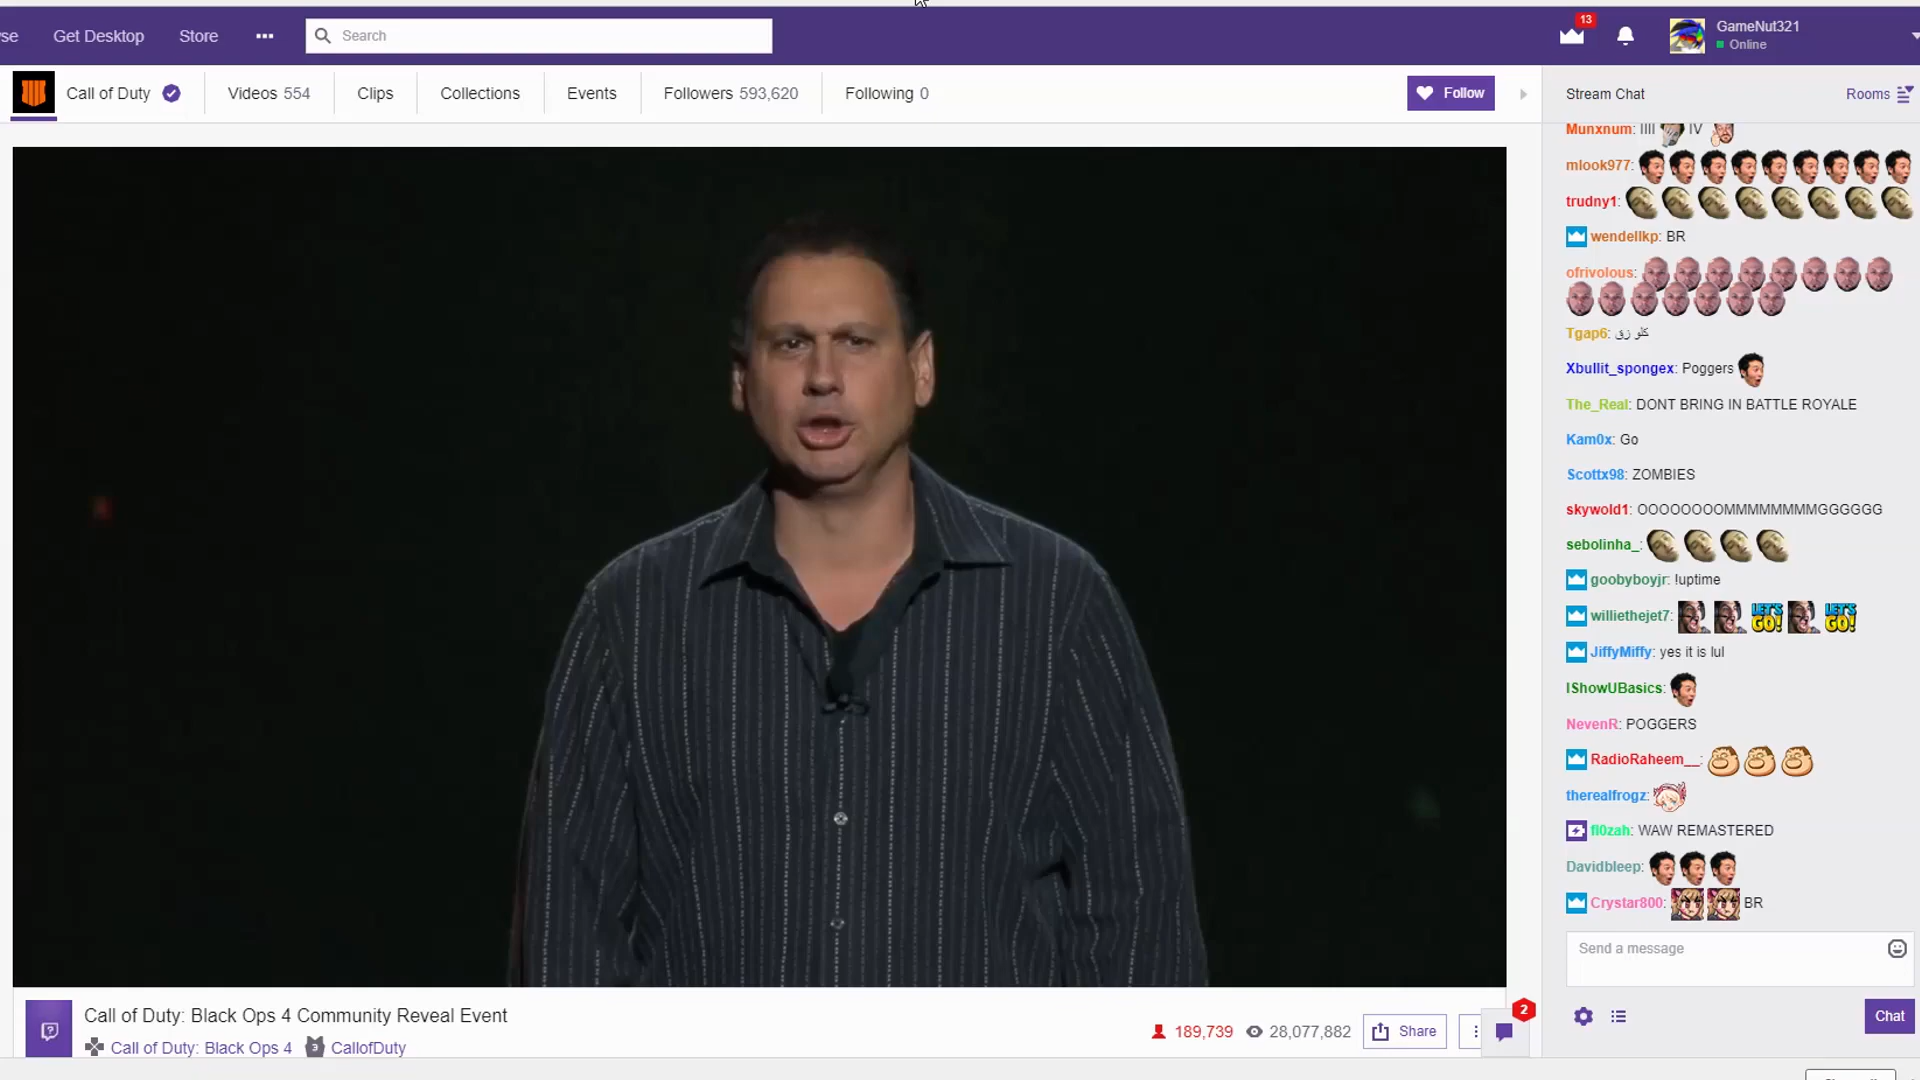 se Get Desktop Store ••• Search 13 GameNut321
Online
Call of Duty Videos 554 Clips Collections Events Followers 593,620 Following 0 Follow Stream Chat Rooms
Munxnum: IIII IV
mlook977:
trudny1:
wendellkp: BR
ofrivolous:
Tgap6: كلو زق
Xbullit_spongex: Poggers
The_Real: DONT BRING IN BATTLE ROYALE
Kam0x: Go
Scottx98: ZOMBIES
skywold1: OOOOOOOOMMMMMMMMGGGGGG
sebolinha_:
goobyboyjr: !uptime
williethejet7: LET'S GO! LET'S GO!
JiffyMiffy: yes it is lul
IShowUBasics:
NevenR: POGGERS
RadioRaheem__:
therealfrogz:
fl0zah: WAW REMASTERED
Davidbleep:
Crystar800: BR
Send a message
Chat
Call of Duty: Black Ops 4 Community Reveal Event
Call of Duty: Black Ops 4 3 CallofDuty
189,739 28,077,882 Share 2